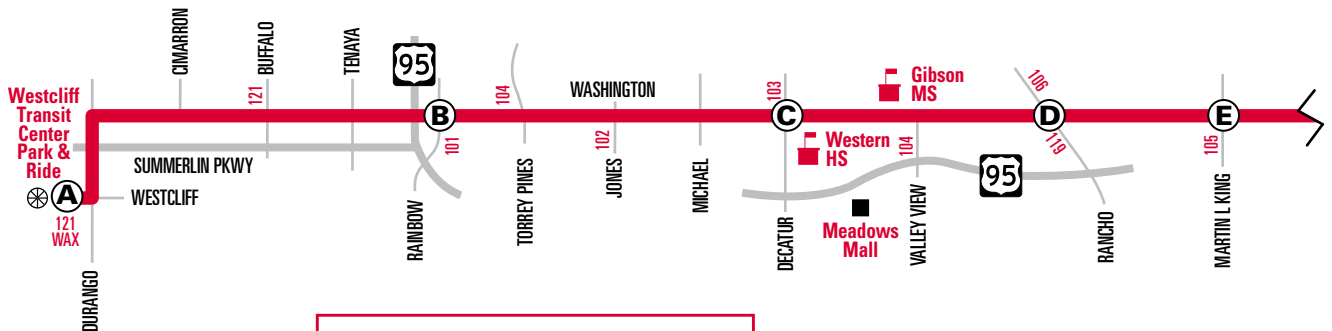 CIMARRON
BUFFALO
121
TENAYA
95
Westcliff
Transit
Center
Park &
Ride
SUMMERLIN PKWY
A
WESTCLIFF
121
WAX
DURANGO
B
101
RAINBOW
104
TORREY PINES
WASHINGTON
102
JONES
MICHAEL
103
C
DECATUR
Gibson
MS
Western
HS
Meadows
Mall
104
VALLEY VIEW
95
106
D
119
RANCHO
E
105
MARTIN L KING